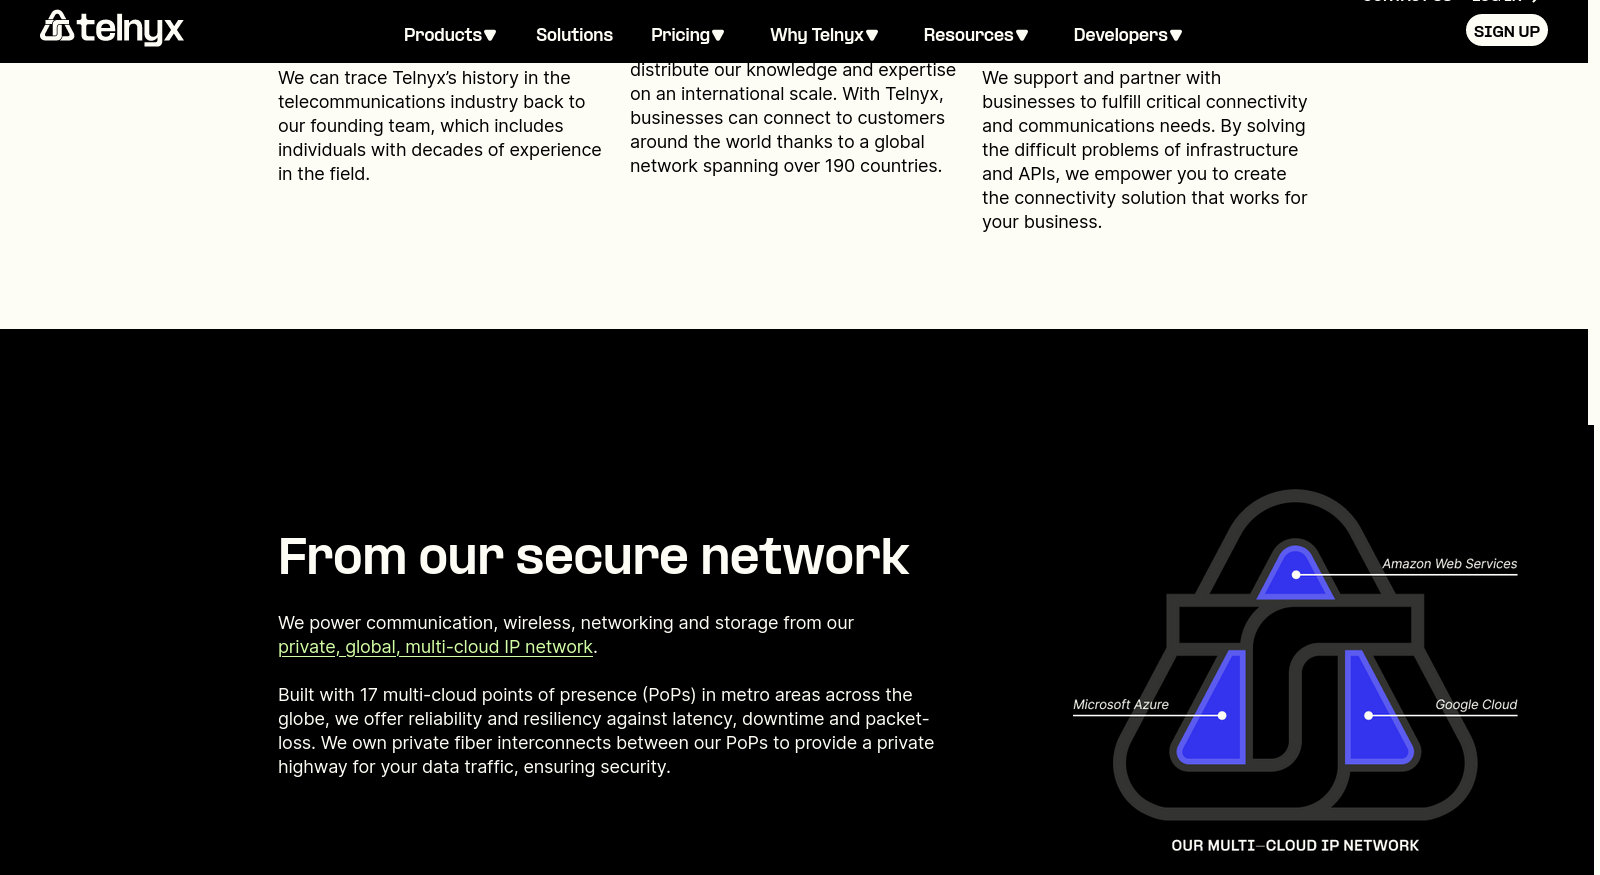 telnyx
Products
Solutions
Pricing
Why Telnyx
Resources
Developers
SIGN UP
We can trace Telnyx’s history in the
telecommunications industry back to
our founding team, which includes
individuals with decades of experience
in the field.
distribute our knowledge and expertise
on an international scale. With Telnyx,
businesses can connect to customers
around the world thanks to a global
network spanning over 190 countries.
We support and partner with
businesses to fulfill critical connectivity
and communications needs. By solving
the difficult problems of infrastructure
and APIs, we empower you to create
the connectivity solution that works for
your business.
From our secure network
We power communication, wireless, networking and storage from our
private, global, multi-cloud IP network.
Built with 17 multi-cloud points of presence (PoPs) in metro areas across the
globe, we offer reliability and resiliency against latency, downtime and packet-
loss. We own private fiber interconnects between our PoPs to provide a private
highway for your data traffic, ensuring security.
Amazon Web Services
Microsoft Azure
Google Cloud
OUR MULTI-CLOUD IP NETWORK